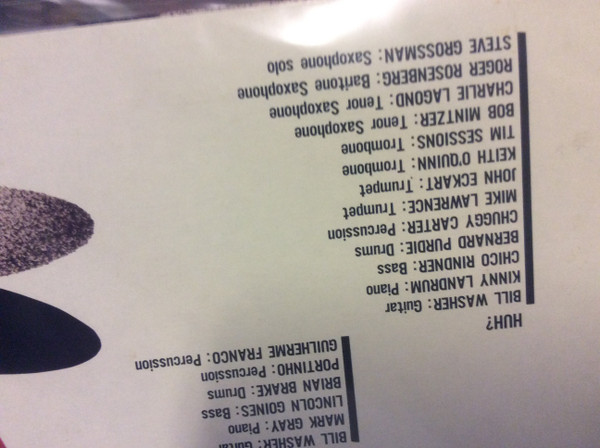 BILL WASHER: Guitar
MARK GRAY: Piano
LINCOLN GOINES: Bass
BRIAN BRAKE: Drums
PORTINHO: Percussion
GUILHERME FRANCO: Percussion
HUH?
BILL WASHER: Guitar
KINNY LANDRUM: Piano
CHICO RINDNER: Bass
BERNARD PURDIE: Drums
CHUGGY CARTER: Percussion
MIKE LAWRENCE: Trumpet
JOHN ECKART: Trumpet
KEITH O'QUINN: Trombone
TIM SESSIONS: Trombone
BOB MINTZER: Tenor Saxophone
CHARLIE LAGOND: Tenor Saxophone
ROGER ROSENBERG: Baritone Saxophone
STEVE GROSSMAN: Saxophone solo